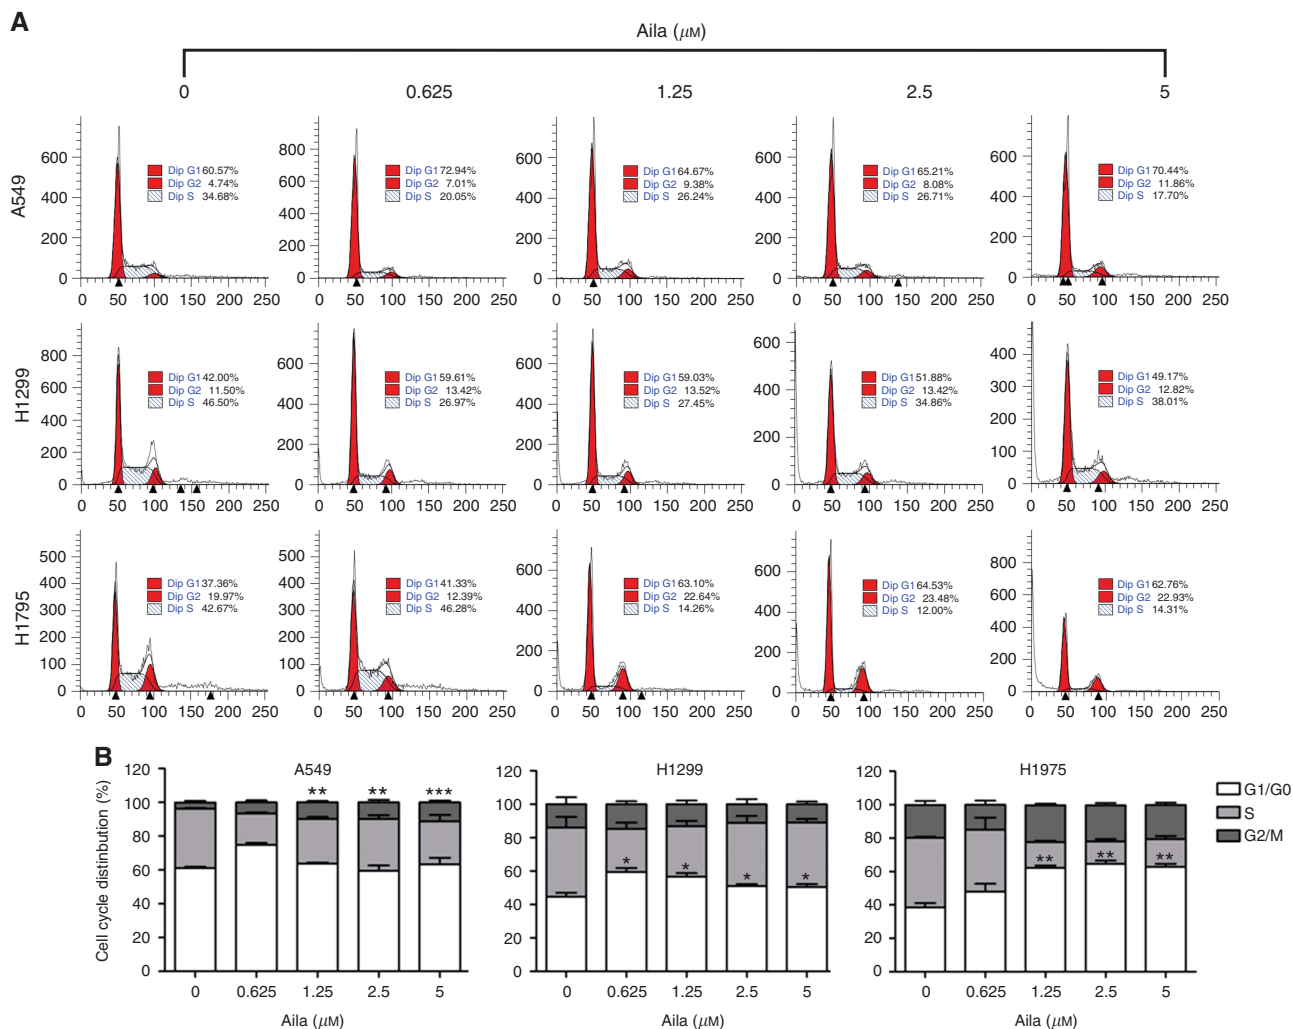 A
Aila (μM)
0 0.625 1.25 2.5 5
A549
600
400
200
0
0 50 100 150 200 250
Dip G1 60.57%
Dip G2 4.74%
Dip S 34.68%
800
600
400
200
0
0 50 100 150 200 250
Dip G1 72.94%
Dip G2 7.01%
Dip S 20.05%
600
400
200
0
0 50 100 150 200 250
Dip G1 64.67%
Dip G2 9.38%
Dip S 26.24%
600
400
200
0
0 50 100 150 200 250
Dip G1 65.21%
Dip G2 8.08%
Dip S 26.71%
600
400
200
0
0 50 100 150 200 250
Dip G1 70.44%
Dip G2 11.86%
Dip S 17.70%
H1299
800
600
400
200
0
0 50 100 150 200 250
Dip G1 42.00%
Dip G2 11.50%
Dip S 46.50%
600
400
200
0
0 50 100 150 200 250
Dip G1 59.61%
Dip G2 13.42%
Dip S 26.97%
600
400
200
0
0 50 100 150 200 250
Dip G1 59.03%
Dip G2 13.52%
Dip S 27.45%
600
400
200
0
0 50 100 150 200 250
Dip G1 51.88%
Dip G2 13.42%
Dip S 34.86%
400
300
200
100
0
0 50 100 150 200 250
Dip G1 49.17%
Dip G2 12.82%
Dip S 38.01%
H1795
500
400
300
200
100
0
0 50 100 150 200 250
Dip G1 37.36%
Dip G2 19.97%
Dip S 42.67%
500
400
300
200
100
0
0 50 100 150 200 250
Dip G1 41.33%
Dip G2 12.39%
Dip S 46.28%
600
400
200
0
0 50 100 150 200 250
Dip G1 63.10%
Dip G2 22.64%
Dip S 14.26%
600
400
200
0
0 50 100 150 200 250
Dip G1 64.53%
Dip G2 23.48%
Dip S 12.00%
800
600
400
200
0
0 50 100 150 200 250
Dip G1 62.76%
Dip G2 22.93%
Dip S 14.31%
B
Cell cycle distinbution (%)
A549
120
100
80
60
40
20
0
** ** ***
0 0.625 1.25 2.5 5
Aila (μM)
H1299
120
100
80
60
40
20
0
* * * *
0 0.625 1.25 2.5 5
Aila (μM)
H1975
120
100
80
60
40
20
0
** ** **
0 0.625 1.25 2.5 5
Aila (μM)
G1/G0
S
G2/M